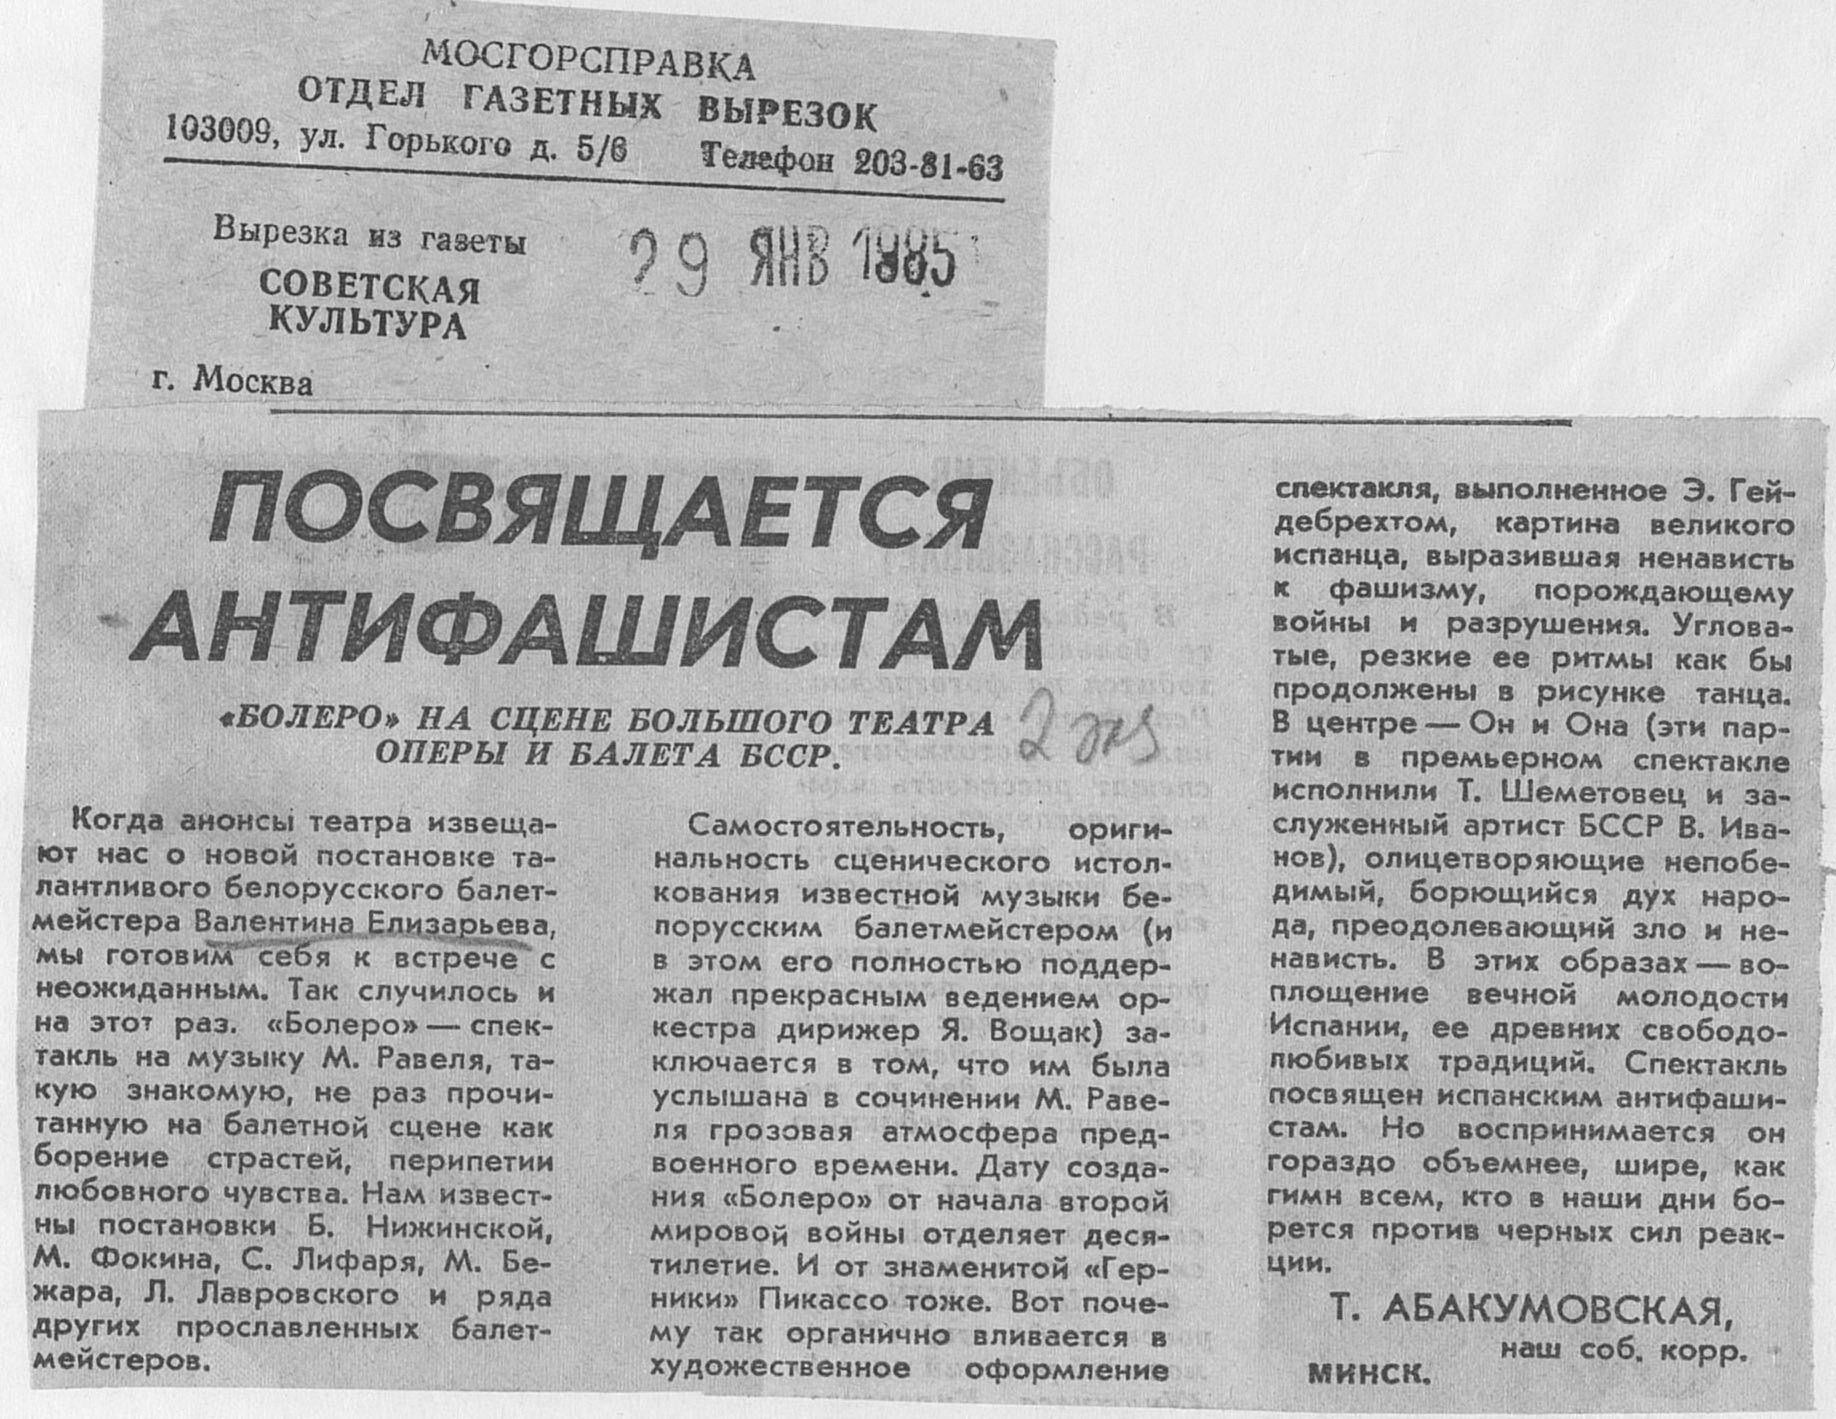 МОСГОРСПРАВКА
ОТДЕЛ ГАЗЕТНЫХ ВЫРЕЗОК
103009, ул. Горького д. 5/6 Телефон 203-81-63
Вырезка из газеты
29 ЯНВ 1985
СОВЕТСКАЯ
КУЛЬТУРА
г. Москва
ПОСВЯЩАЕТСЯ
АНТИФАШИСТАМ
«БОЛЕРО» НА СЦЕНЕ БОЛЬШОГО ТЕАТРА
ОПЕРЫ И БАЛЕТА БССР.
2 экз
Когда анонсы театра извеща-
ют нас о новой постановке та-
лантливого белорусского балет-
мейстера Валентина Елизарьева,
мы готовим себя к встрече с
неожиданным. Так случилось и
на этот раз. «Болеро» — спек-
такль на музыку М. Равеля, та-
кую знакомую, не раз прочи-
танную на балетной сцене как
борение страстей, перипетии
любовного чувства. Нам извест-
ны постановки Б. Нижинской,
М. Фокина, С. Лифаря, М. Бе-
жара, Л. Лавровского и ряда
других прославленных балет-
мейстеров.
Самостоятельность, ориги-
нальность сценического истол-
кования известной музыки бе-
лорусским балетмейстером (и
в этом его полностью поддер-
жал прекрасным ведением ор-
кестра дирижер Я. Вощак) за-
ключается в том, что им была
услышана в сочинении М. Раве-
ля грозовая атмосфера пред-
военного времени. Дату созда-
ния «Болеро» от начала второй
мировой войны отделяет деся-
тилетие. И от знаменитой «Гер-
ники» Пикассо тоже. Вот поче-
му так органично вливается в
художественное оформление
спектакля, выполненное Э. Гей-
дебрехтом, картина великого
испанца, выразившая ненависть
к фашизму, порождающему
войны и разрушения. Углова-
тые, резкие ее ритмы как бы
продолжены в рисунке танца.
В центре — Он и Она (эти пар-
тии в премьерном спектакле
исполнили Т. Шеметовец и за-
служенный артист БССР В. Ива-
нов), олицетворяющие непобе-
димый, борющийся дух наро-
да, преодолевающий зло и не-
нависть. В этих образах — во-
площение вечной молодости
Испании, ее древних свободо-
любивых традиций. Спектакль
посвящен испанским антифаши-
стам. Но воспринимается он
гораздо объемнее, шире, как
гимн всем, кто в наши дни бо-
рется против черных сил реак-
ции.
Т. АБАКУМОВСКАЯ,
наш соб. корр.
МИНСК.